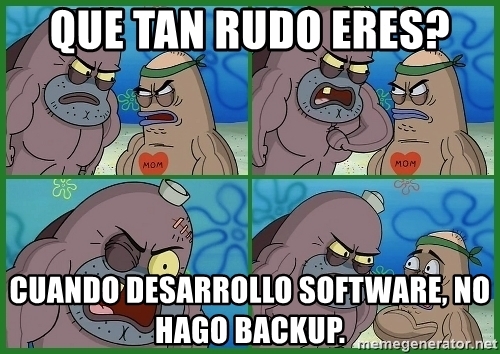 QUE TAN RUDO ERES?
MOM
MOM
CUANDO DESARROLLO SOFTWARE, NO
HAGO BACKUP.
memegenerator.net